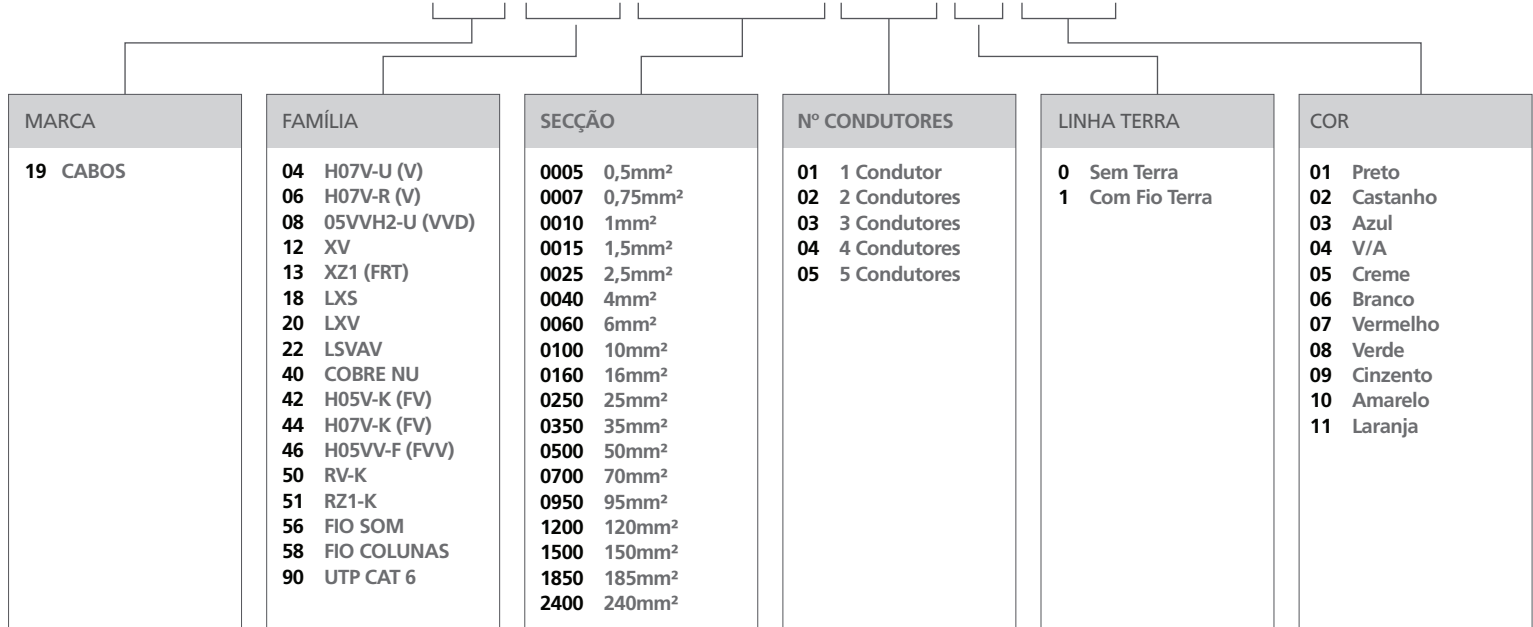 MARCA
19 CABOS
FAMÍLIA
04 H07V-U (V)
06 H07V-R (V)
08 05VVH2-U (VVD)
12 XV
13 XZ1 (FRT)
18 LXS
20 LXV
22 LSVAV
40 COBRE NU
42 H05V-K (FV)
44 H07V-K (FV)
46 H05VV-F (FVV)
50 RV-K
51 RZ1-K
56 FIO SOM
58 FIO COLUNAS
90 UTP CAT 6
SECÇÃO
0005 0,5mm²
0007 0,75mm²
0010 1mm²
0015 1,5mm²
0025 2,5mm²
0040 4mm²
0060 6mm²
0100 10mm²
0160 16mm²
0250 25mm²
0350 35mm²
0500 50mm²
0700 70mm²
0950 95mm²
1200 120mm²
1500 150mm²
1850 185mm²
2400 240mm²
Nº CONDUTORES
01 1 Condutor
02 2 Condutores
03 3 Condutores
04 4 Condutores
05 5 Condutores
LINHA TERRA
0 Sem Terra
1 Com Fio Terra
COR
01 Preto
02 Castanho
03 Azul
04 V/A
05 Creme
06 Branco
07 Vermelho
08 Verde
09 Cinzento
10 Amarelo
11 Laranja